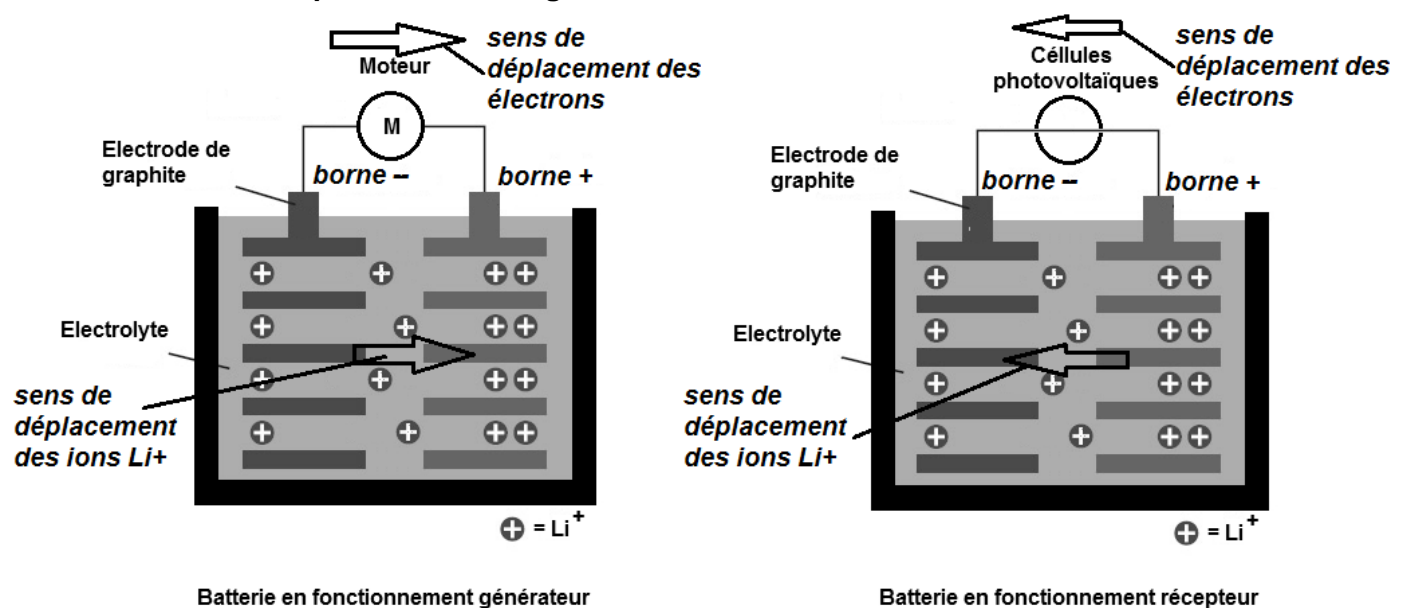 sens de
déplacement des
électrons
Moteur
M
Electrode de
graphite
borne –
borne +
Electrolyte
sens de
déplacement
des ions Li+
= Li+
Batterie en fonctionnement générateur
sens de
déplacement des
électrons
Céllules
photovoltaïques
Electrode de
graphite
borne –
borne +
Electrolyte
sens de
déplacement
des ions Li+
= Li+
Batterie en fonctionnement récepteur